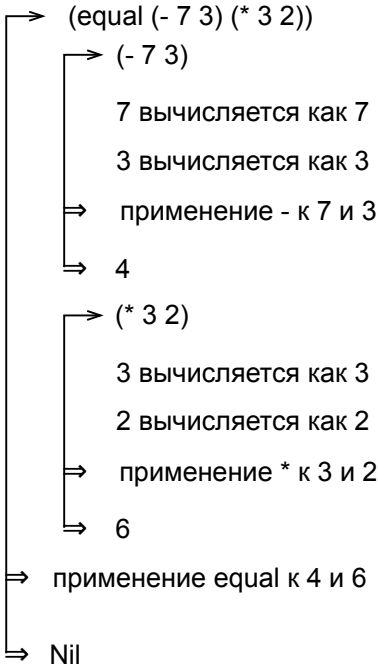 (equal (- 7 3) (* 3 2))
(- 7 3)
7 вычисляется как 7
3 вычисляется как 3
применение - к 7 и 3
4
(* 3 2)
3 вычисляется как 3
2 вычисляется как 2
применение * к 3 и 2
6
применение equal к 4 и 6
Nil